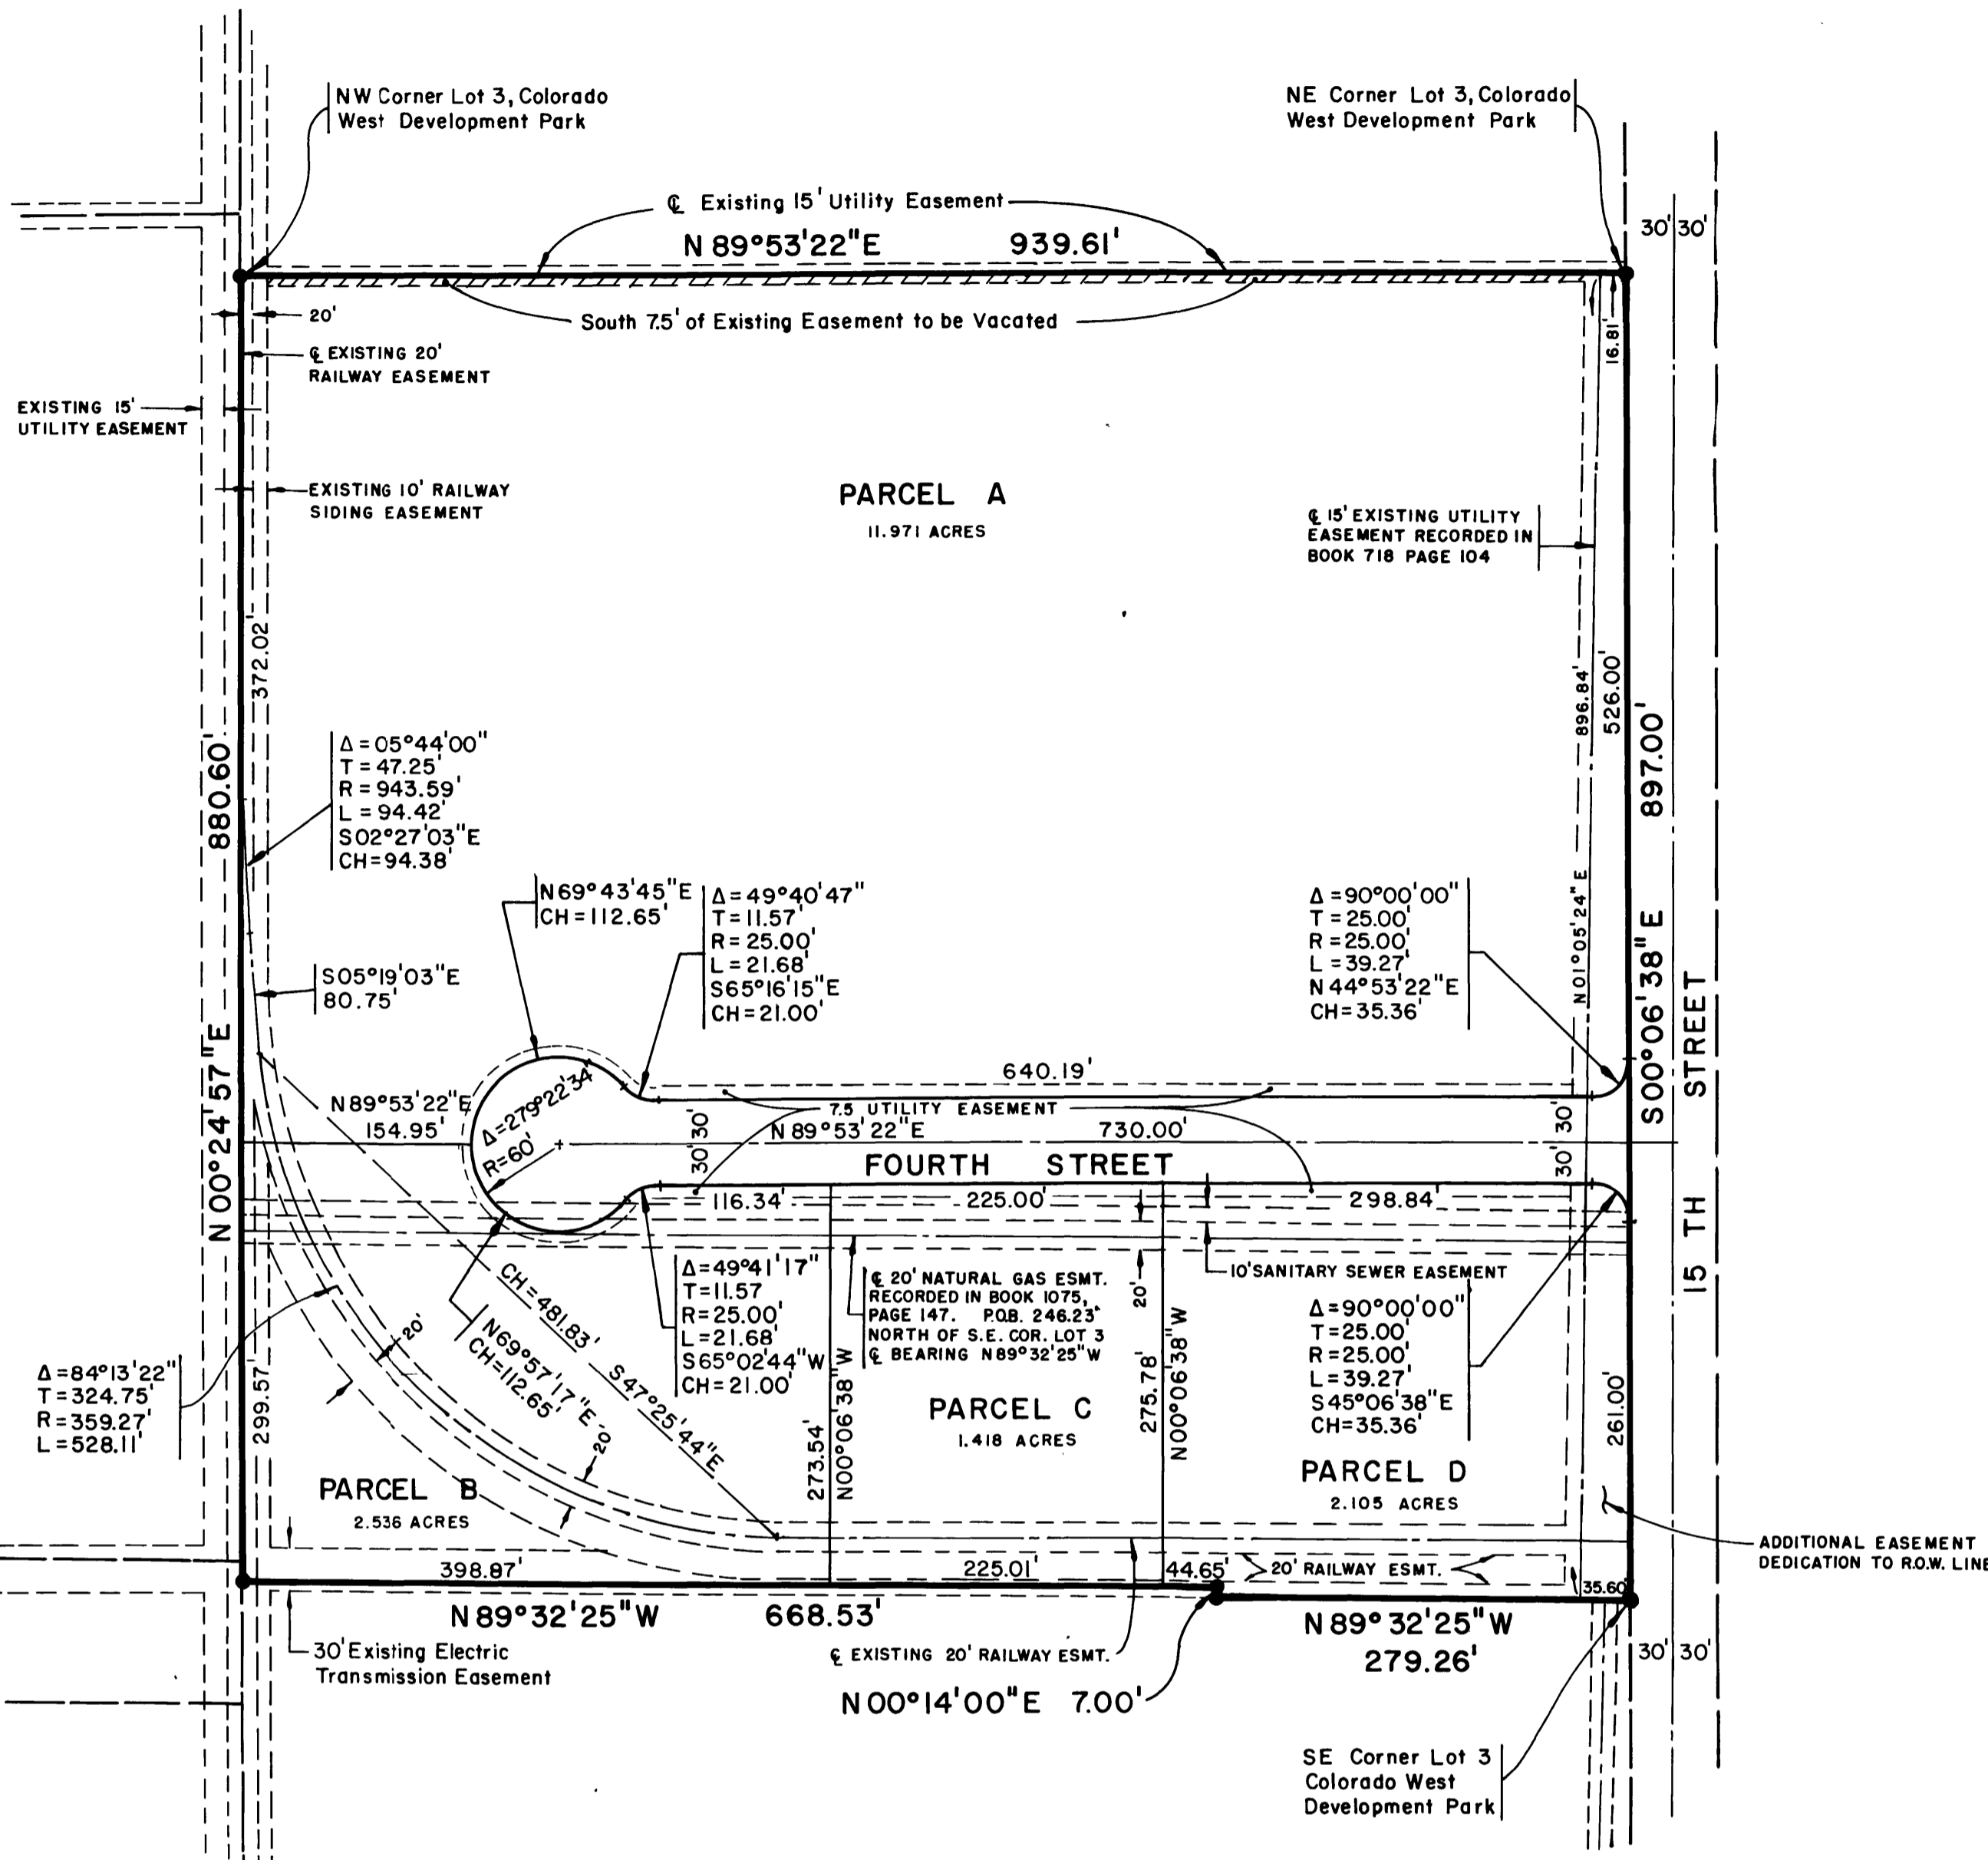 NW Corner Lot 3, Colorado
West Development Park
NE Corner Lot 3, Colorado
West Development Park
℄ Existing 15' Utility Easement
N 89°53'22"E 939.61'
30' 30'
South 7.5' of Existing Easement to be Vacated
20'
16.81'
℄ EXISTING 20'
RAILWAY EASEMENT
EXISTING 15'
UTILITY EASEMENT
EXISTING 10' RAILWAY
SIDING EASEMENT
PARCEL A
11.971 ACRES
℄ 15' EXISTING UTILITY
EASEMENT RECORDED IN
BOOK 718 PAGE 104
372.02'
896.84'
526.00'
N 01°05'24" E
S 00°06'38" E 897.00'
N 00°24'57" E 880.60'
15 TH STREET
Δ = 05°44'00"
T = 47.25'
R = 943.59'
L = 94.42'
S 02°27'03"E
CH = 94.38'
N 69°43'45"E
CH = 112.65'
Δ = 49°40'47"
T = 11.57'
R = 25.00'
L = 21.68'
S 65°16'15"E
CH = 21.00'
Δ = 90°00'00"
T = 25.00'
R = 25.00'
L = 39.27'
N 44°53'22"E
CH = 35.36'
S 05°19'03"E
80.75'
640.19'
N 89°53'22"E
154.95'
Δ = 279°22'34"
R = 60'
7.5 UTILITY EASEMENT
30' 30'
N 89°53'22"E 730.00'
30' 30'
FOURTH STREET
116.34'
225.00'
298.84'
CH = 481.83' S 47°25'44"E
N 69°57'17"E
CH = 112.65'
20'
20'
Δ = 49°41'17"
T = 11.57
R = 25.00'
L = 21.68'
S 65°02'44"W
CH = 21.00'
℄ 20' NATURAL GAS ESMT.
RECORDED IN BOOK 1075,
PAGE 147. P.O.B. 246.23'
NORTH OF S.E. COR. LOT 3
℄ BEARING N 89°32'25"W
20'
10' SANITARY SEWER EASEMENT
Δ = 90°00'00"
T = 25.00'
R = 25.00'
L = 39.27'
S 45°06'38"E
CH = 35.36'
Δ = 84°13'22"
T = 324.75'
R = 359.27'
L = 528.11'
299.57'
273.54'
N 00°06'38" W
275.78'
N 00°06'38" W
261.00'
PARCEL C
1.418 ACRES
PARCEL B
2.536 ACRES
PARCEL D
2.105 ACRES
ADDITIONAL EASEMENT
DEDICATION TO R.O.W. LINE
398.87'
225.01'
44.65'
20' RAILWAY ESMT.
35.60'
N 89°32'25"W 668.53'
N 89°32'25"W
279.26'
30' 30'
30' Existing Electric
Transmission Easement
℄ EXISTING 20' RAILWAY ESMT.
N 00°14'00"E 7.00'
SE Corner Lot 3
Colorado West
Development Park